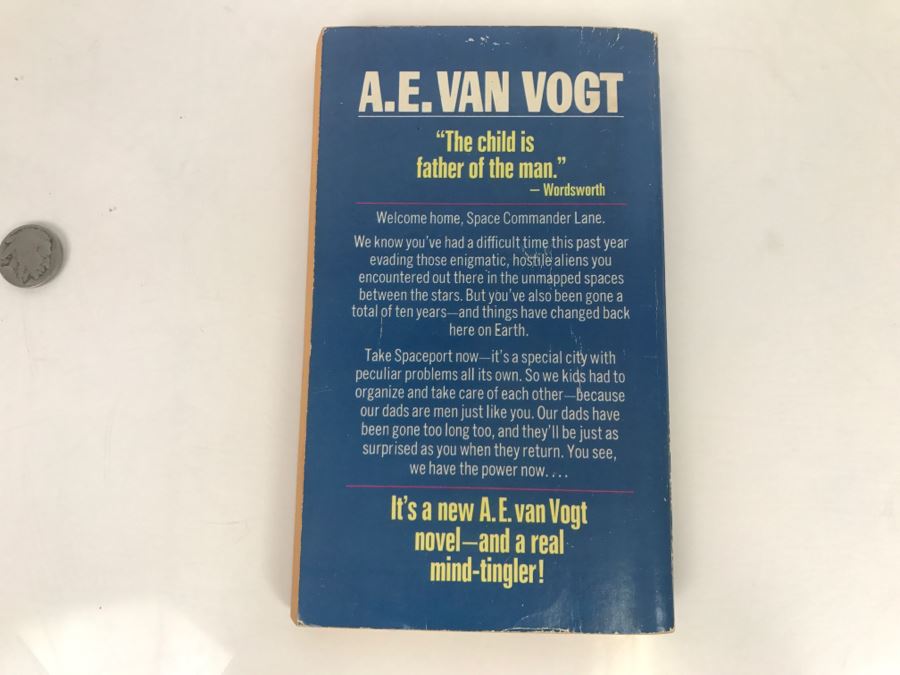 A.E. VAN VOGT
“The child is
father of the man.”
— Wordsworth
Welcome home, Space Commander Lane.
We know you’ve had a difficult time this past year
evading those enigmatic, hostile aliens you
encountered out there in the unmapped spaces
between the stars. But you’ve also been gone a
total of ten years—and things have changed back
here on Earth.
Take Spaceport now—it’s a special city with
peculiar problems all its own. So we kids had to
organize and take care of each other—because
our dads are men just like you. Our dads have
been gone too long too, and they’ll be just as
surprised as you when they return. You see,
we have the power now....
It’s a new A.E. van Vogt
novel—and a real
mind-tingler!